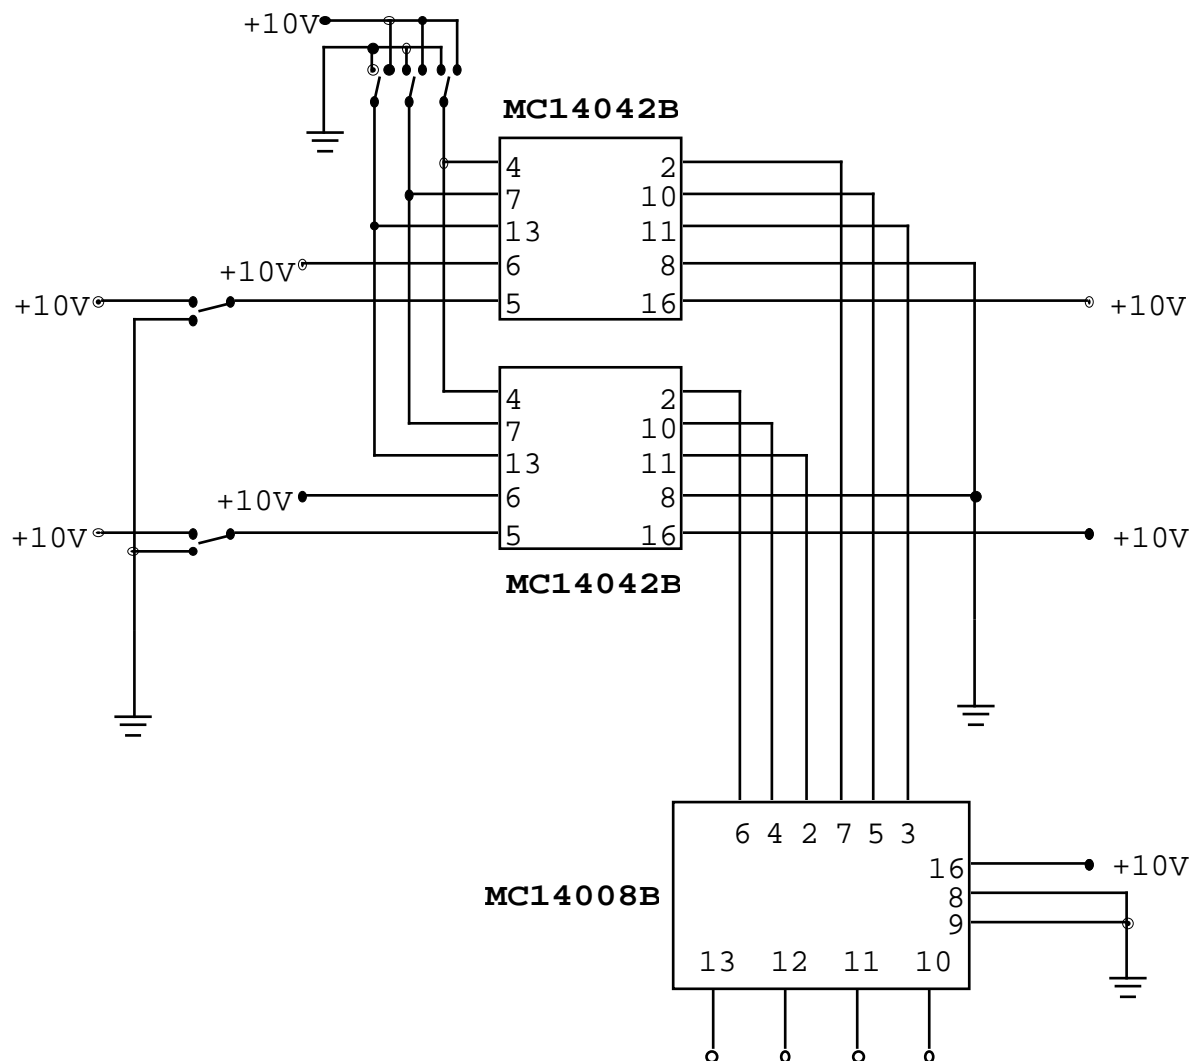 +10V
MC14042B
4 2
7 10
13 11
+10V 6 8
+10V 5 16 +10V
4 2
7 10
13 11
+10V 6 8
+10V 5 16 +10V
MC14042B
6 4 2 7 5 3
16 +10V
MC14008B 8
9
13 12 11 10